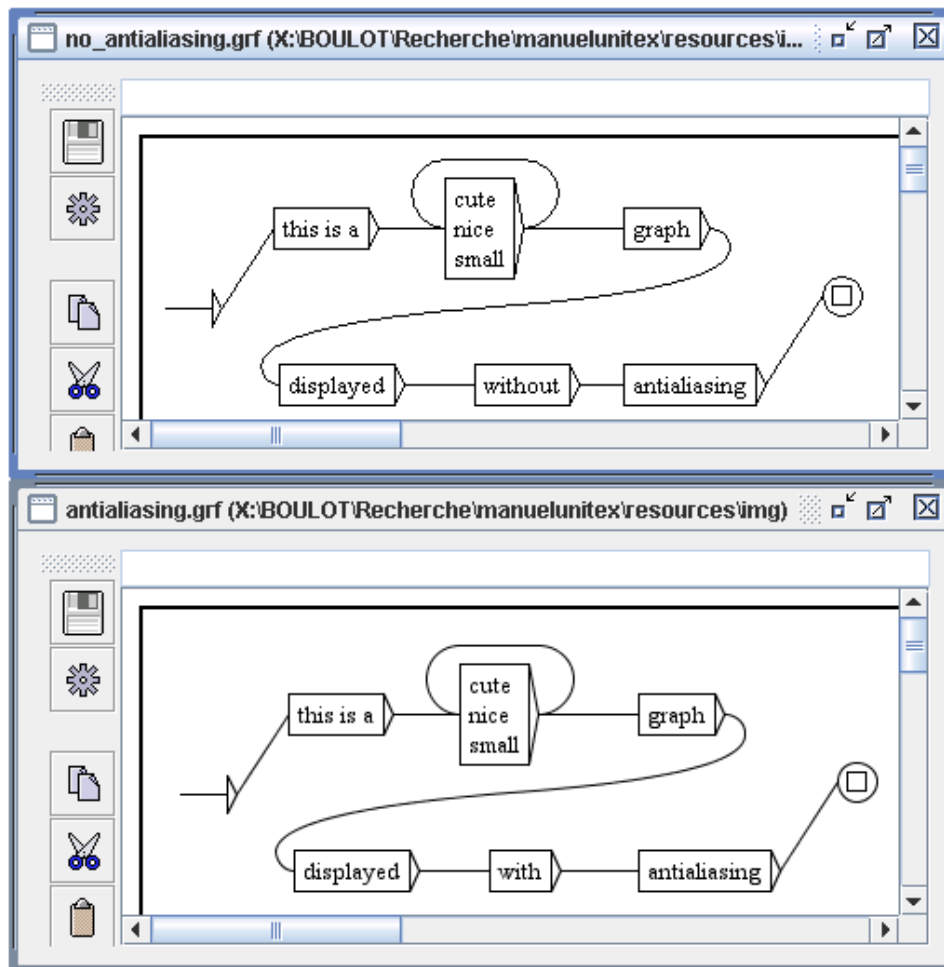 no_antialiasing.grf (X:\BOULOT\Recherche\manuelunitex\resources\i...
this is a
cute
nice
small
graph
displayed
without
antialiasing
antialiasing.grf (X:\BOULOT\Recherche\manuelunitex\resources\img)
this is a
cute
nice
small
graph
displayed
with
antialiasing